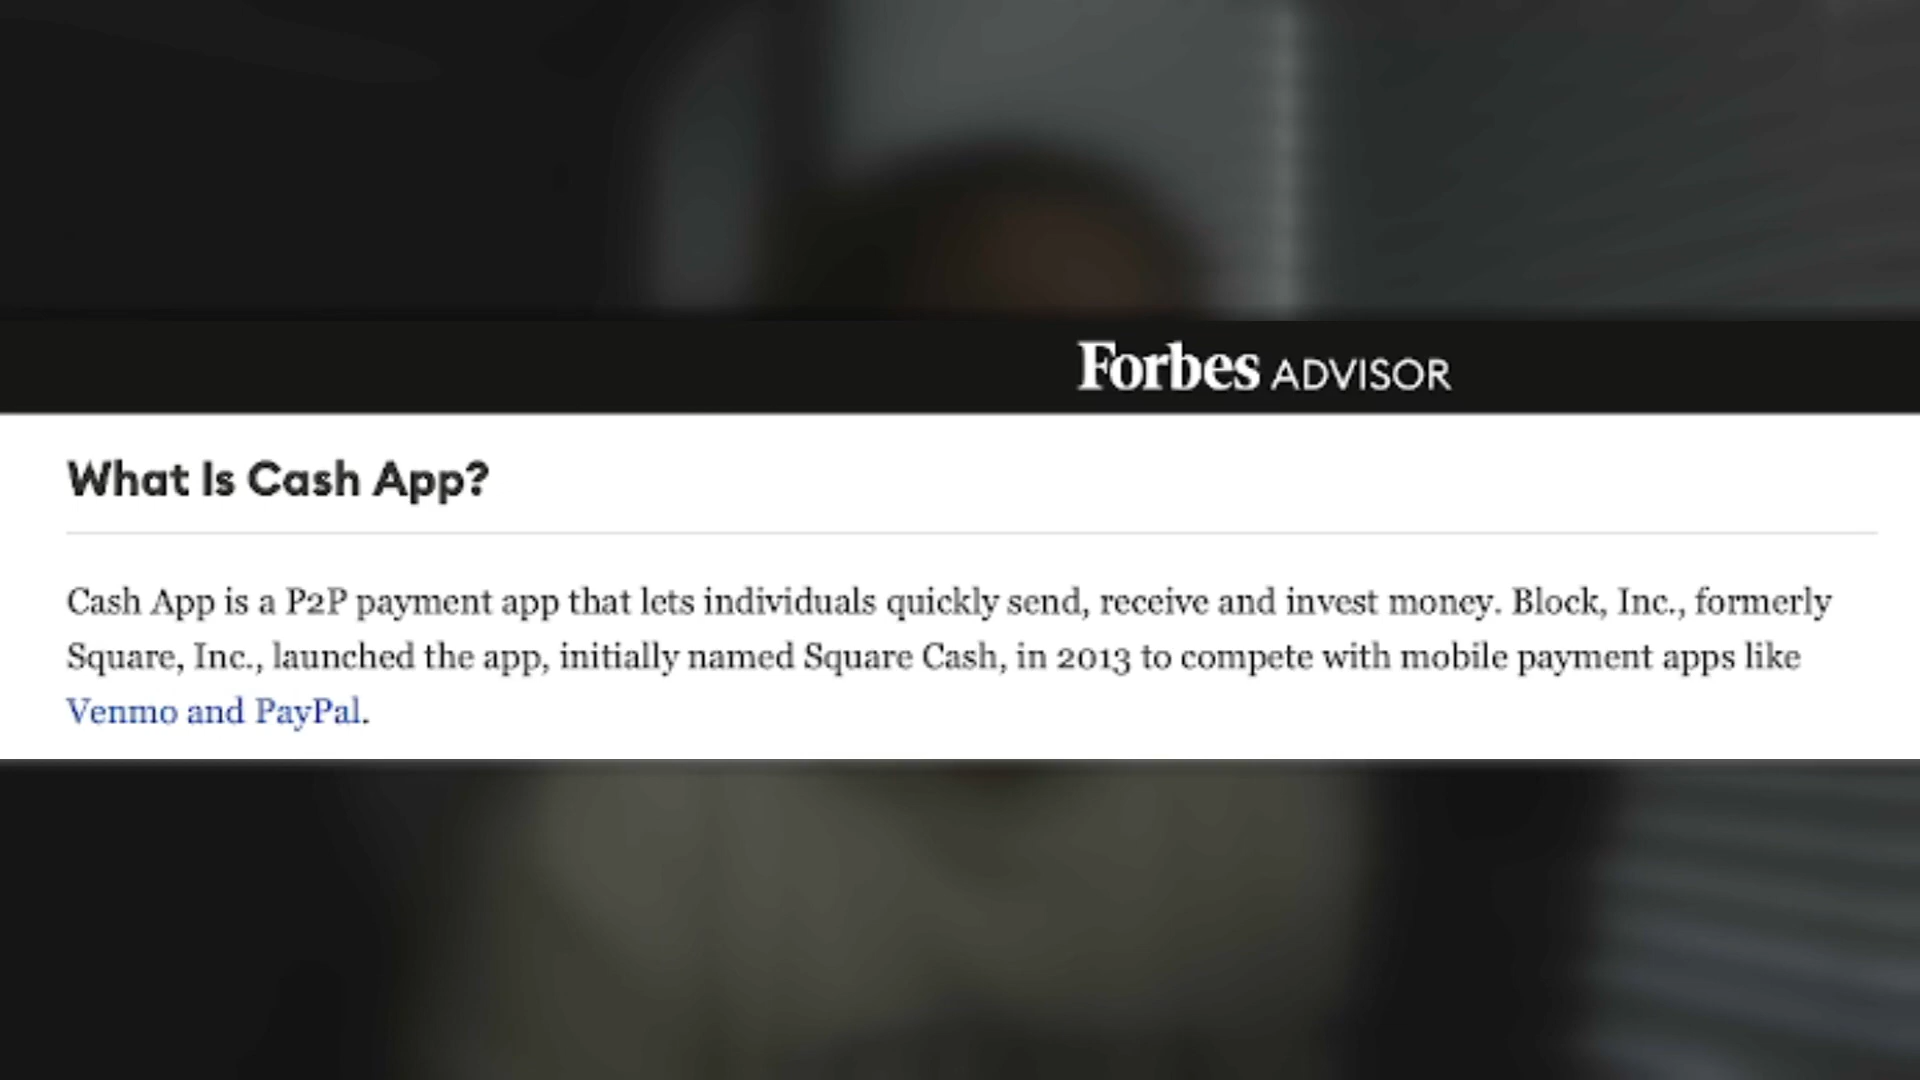 Forbes ADVISOR
What Is Cash App?
Cash App is a P2P payment app that lets individuals quickly send, receive and invest money. Block, Inc., formerly
Square, Inc., launched the app, initially named Square Cash, in 2013 to compete with mobile payment apps like
Venmo and PayPal.